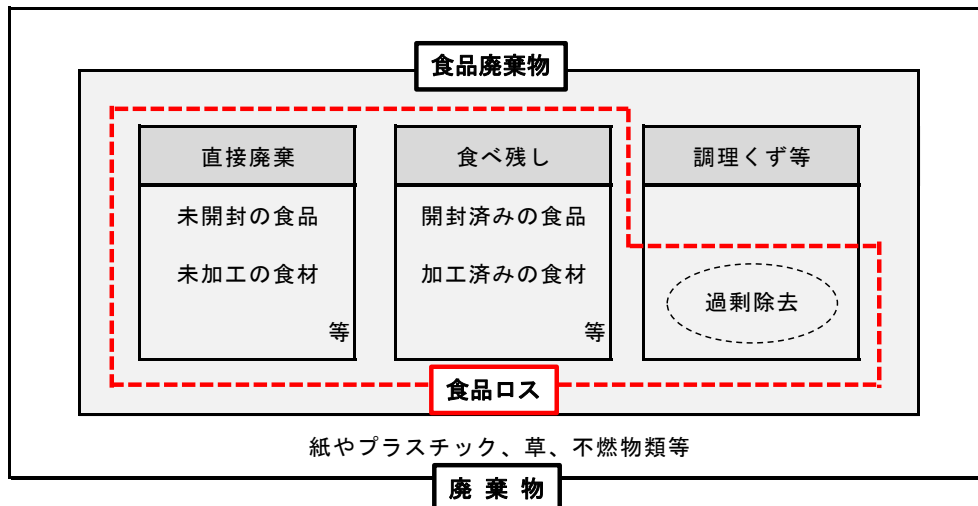 食品廃棄物
直接廃棄
未開封の食品
未加工の食材
等
食べ残し
開封済みの食品
加工済みの食材
等
調理くず等
過剰除去
食品ロス
紙やプラスチック、草、不燃物類等
廃棄物